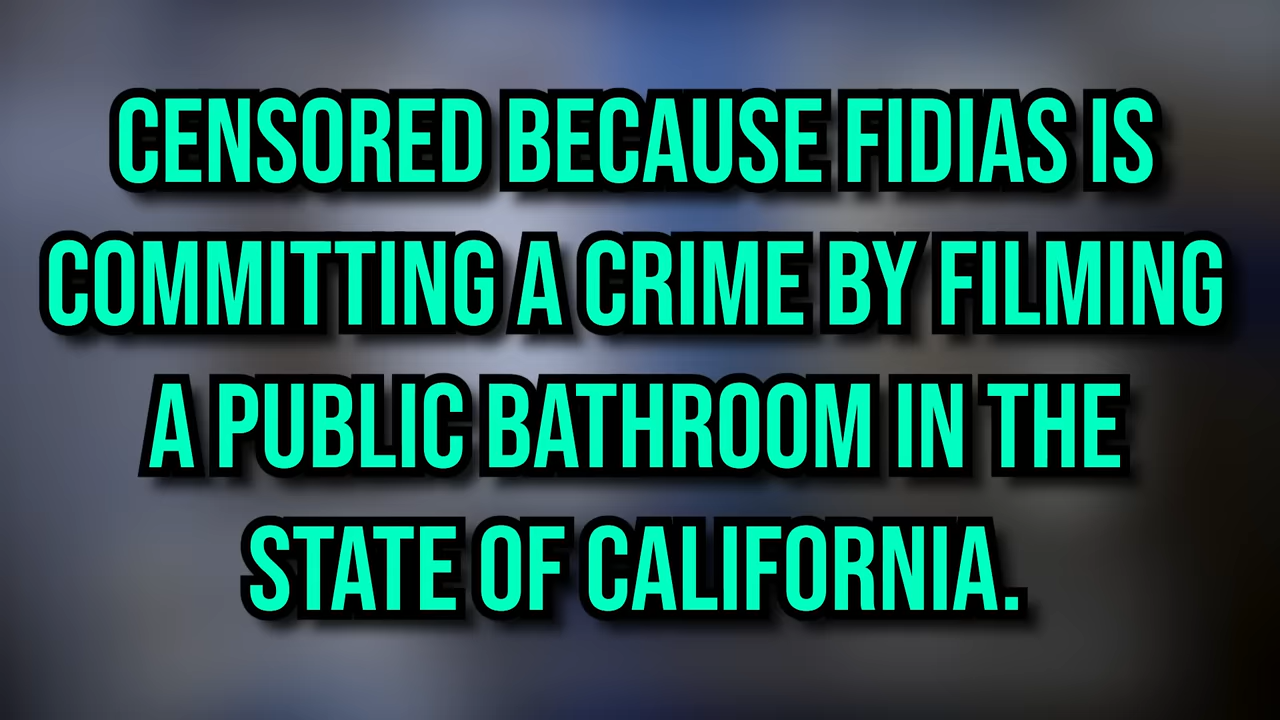 CENSORED BECAUSE FIDIAS IS
COMMITTING A CRIME BY FILMING
A PUBLIC BATHROOM IN THE
STATE OF CALIFORNIA.